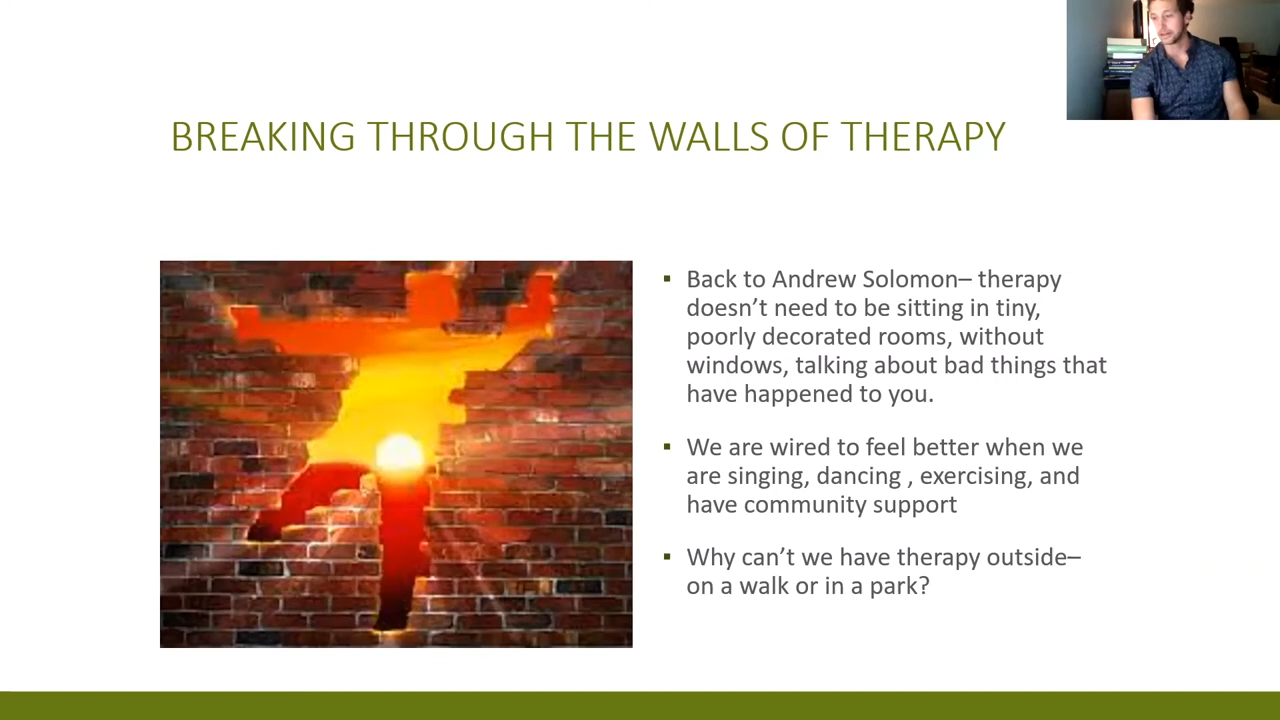 BREAKING THROUGH THE WALLS OF THERAPY
Back to Andrew Solomon– therapy
doesn’t need to be sitting in tiny,
poorly decorated rooms, without
windows, talking about bad things that
have happened to you.
We are wired to feel better when we
are singing, dancing , exercising, and
have community support
Why can’t we have therapy outside–
on a walk or in a park?